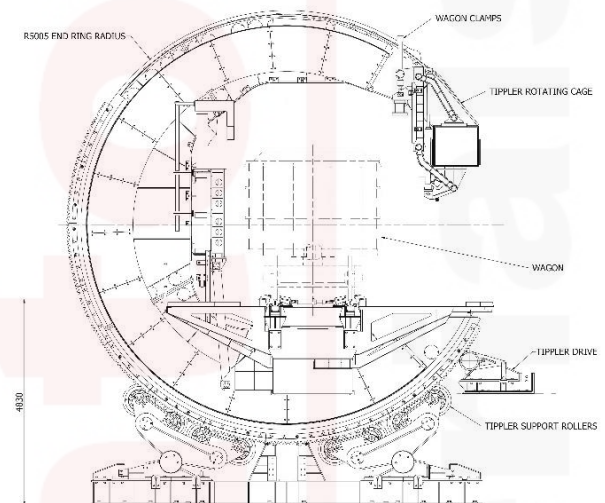 WAGON CLAMPS
R5005 END RING RADIUS
TIPPLER ROTATING CAGE
WAGON
TIPPLER DRIVE
4830
TIPPLER SUPPORT ROLLERS